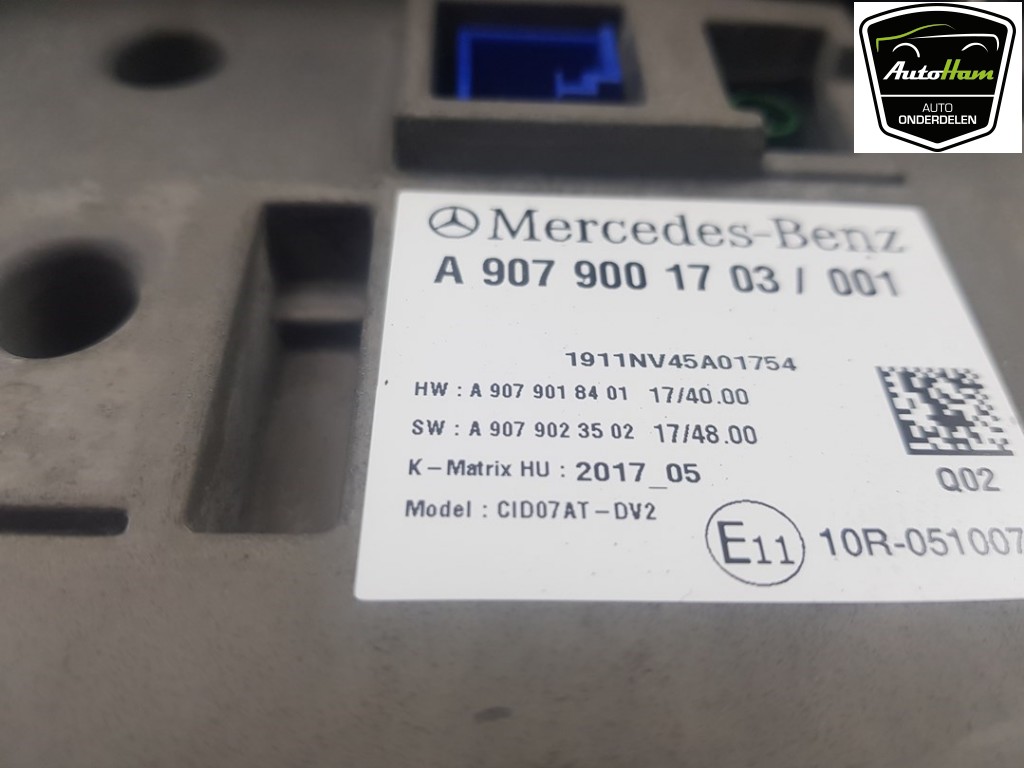 AutoHam
AUTO
ONDERDELEN
Mercedes-Benz
A 907 900 17 03 / 001
1911NV45A01754
HW : A 907 901 84 01 17/40.00
SW : A 907 902 35 02 17/48.00
K-Matrix HU : 2017_05
Q02
Model : CID07AT-DV2
E11 10R-051007